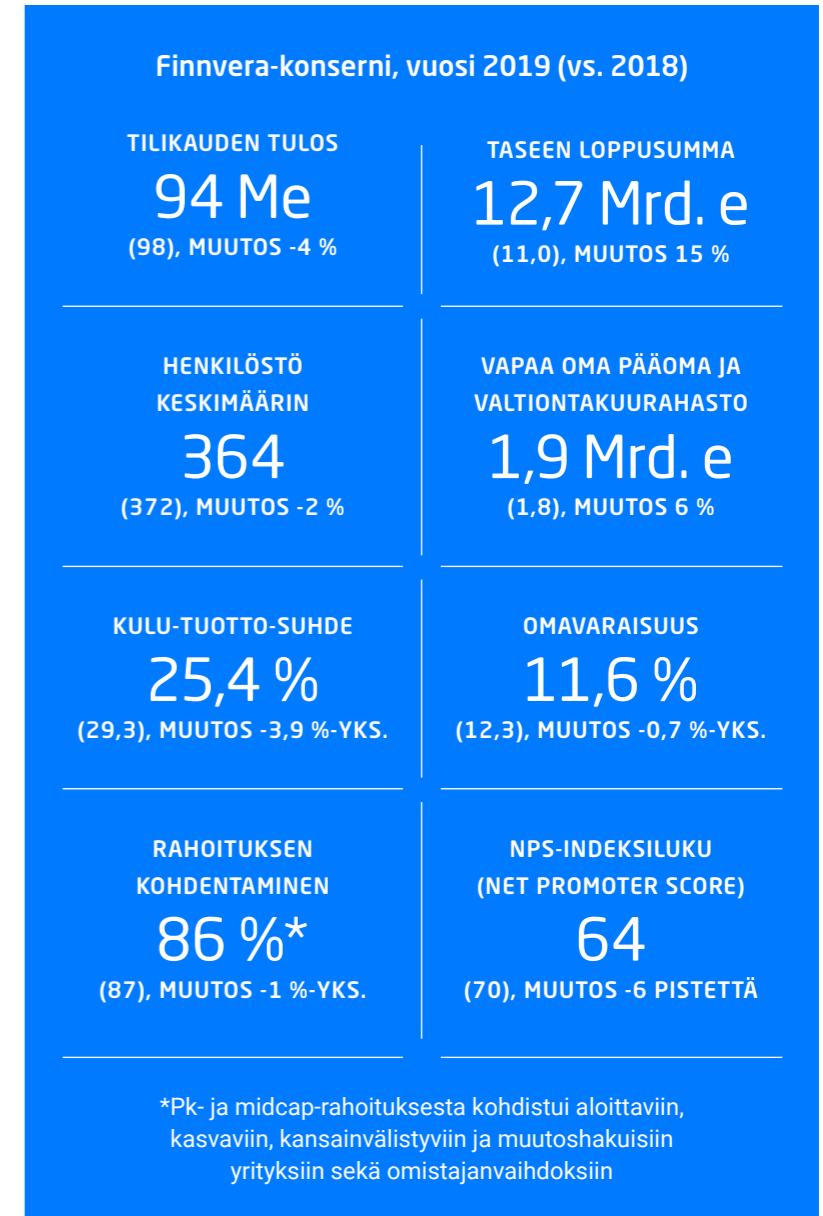 Finnvera-konserni, vuosi 2019 (vs. 2018)
TILIKAUDEN TULOS
94 Me
(98), MUUTOS -4 %
TASEEN LOPPUSUMMA
12,7 Mrd. e
(11,0), MUUTOS 15 %
HENKILÖSTÖ
KESKIMÄÄRIN
364
(372), MUUTOS -2 %
VAPAA OMA PÄÄOMA JA
VALTIONTAKUURAHASTO
1,9 Mrd. e
(1,8), MUUTOS 6 %
KULU-TUOTTO-SUHDE
25,4 %
(29,3), MUUTOS -3,9 %-YKS.
OMAVARAISUUS
11,6 %
(12,3), MUUTOS -0,7 %-YKS.
RAHOITUKSEN
KOHDENTAMINEN
86 %*
(87), MUUTOS -1 %-YKS.
NPS-INDEKSILUKU
(NET PROMOTER SCORE)
64
(70), MUUTOS -6 PISTETTÄ
*Pk- ja midcap-rahoituksesta kohdistui aloittaviin,
kasvaviin, kansainvälistyviin ja muutoshakuisiin
yrityksiin sekä omistajanvaihdoksiin